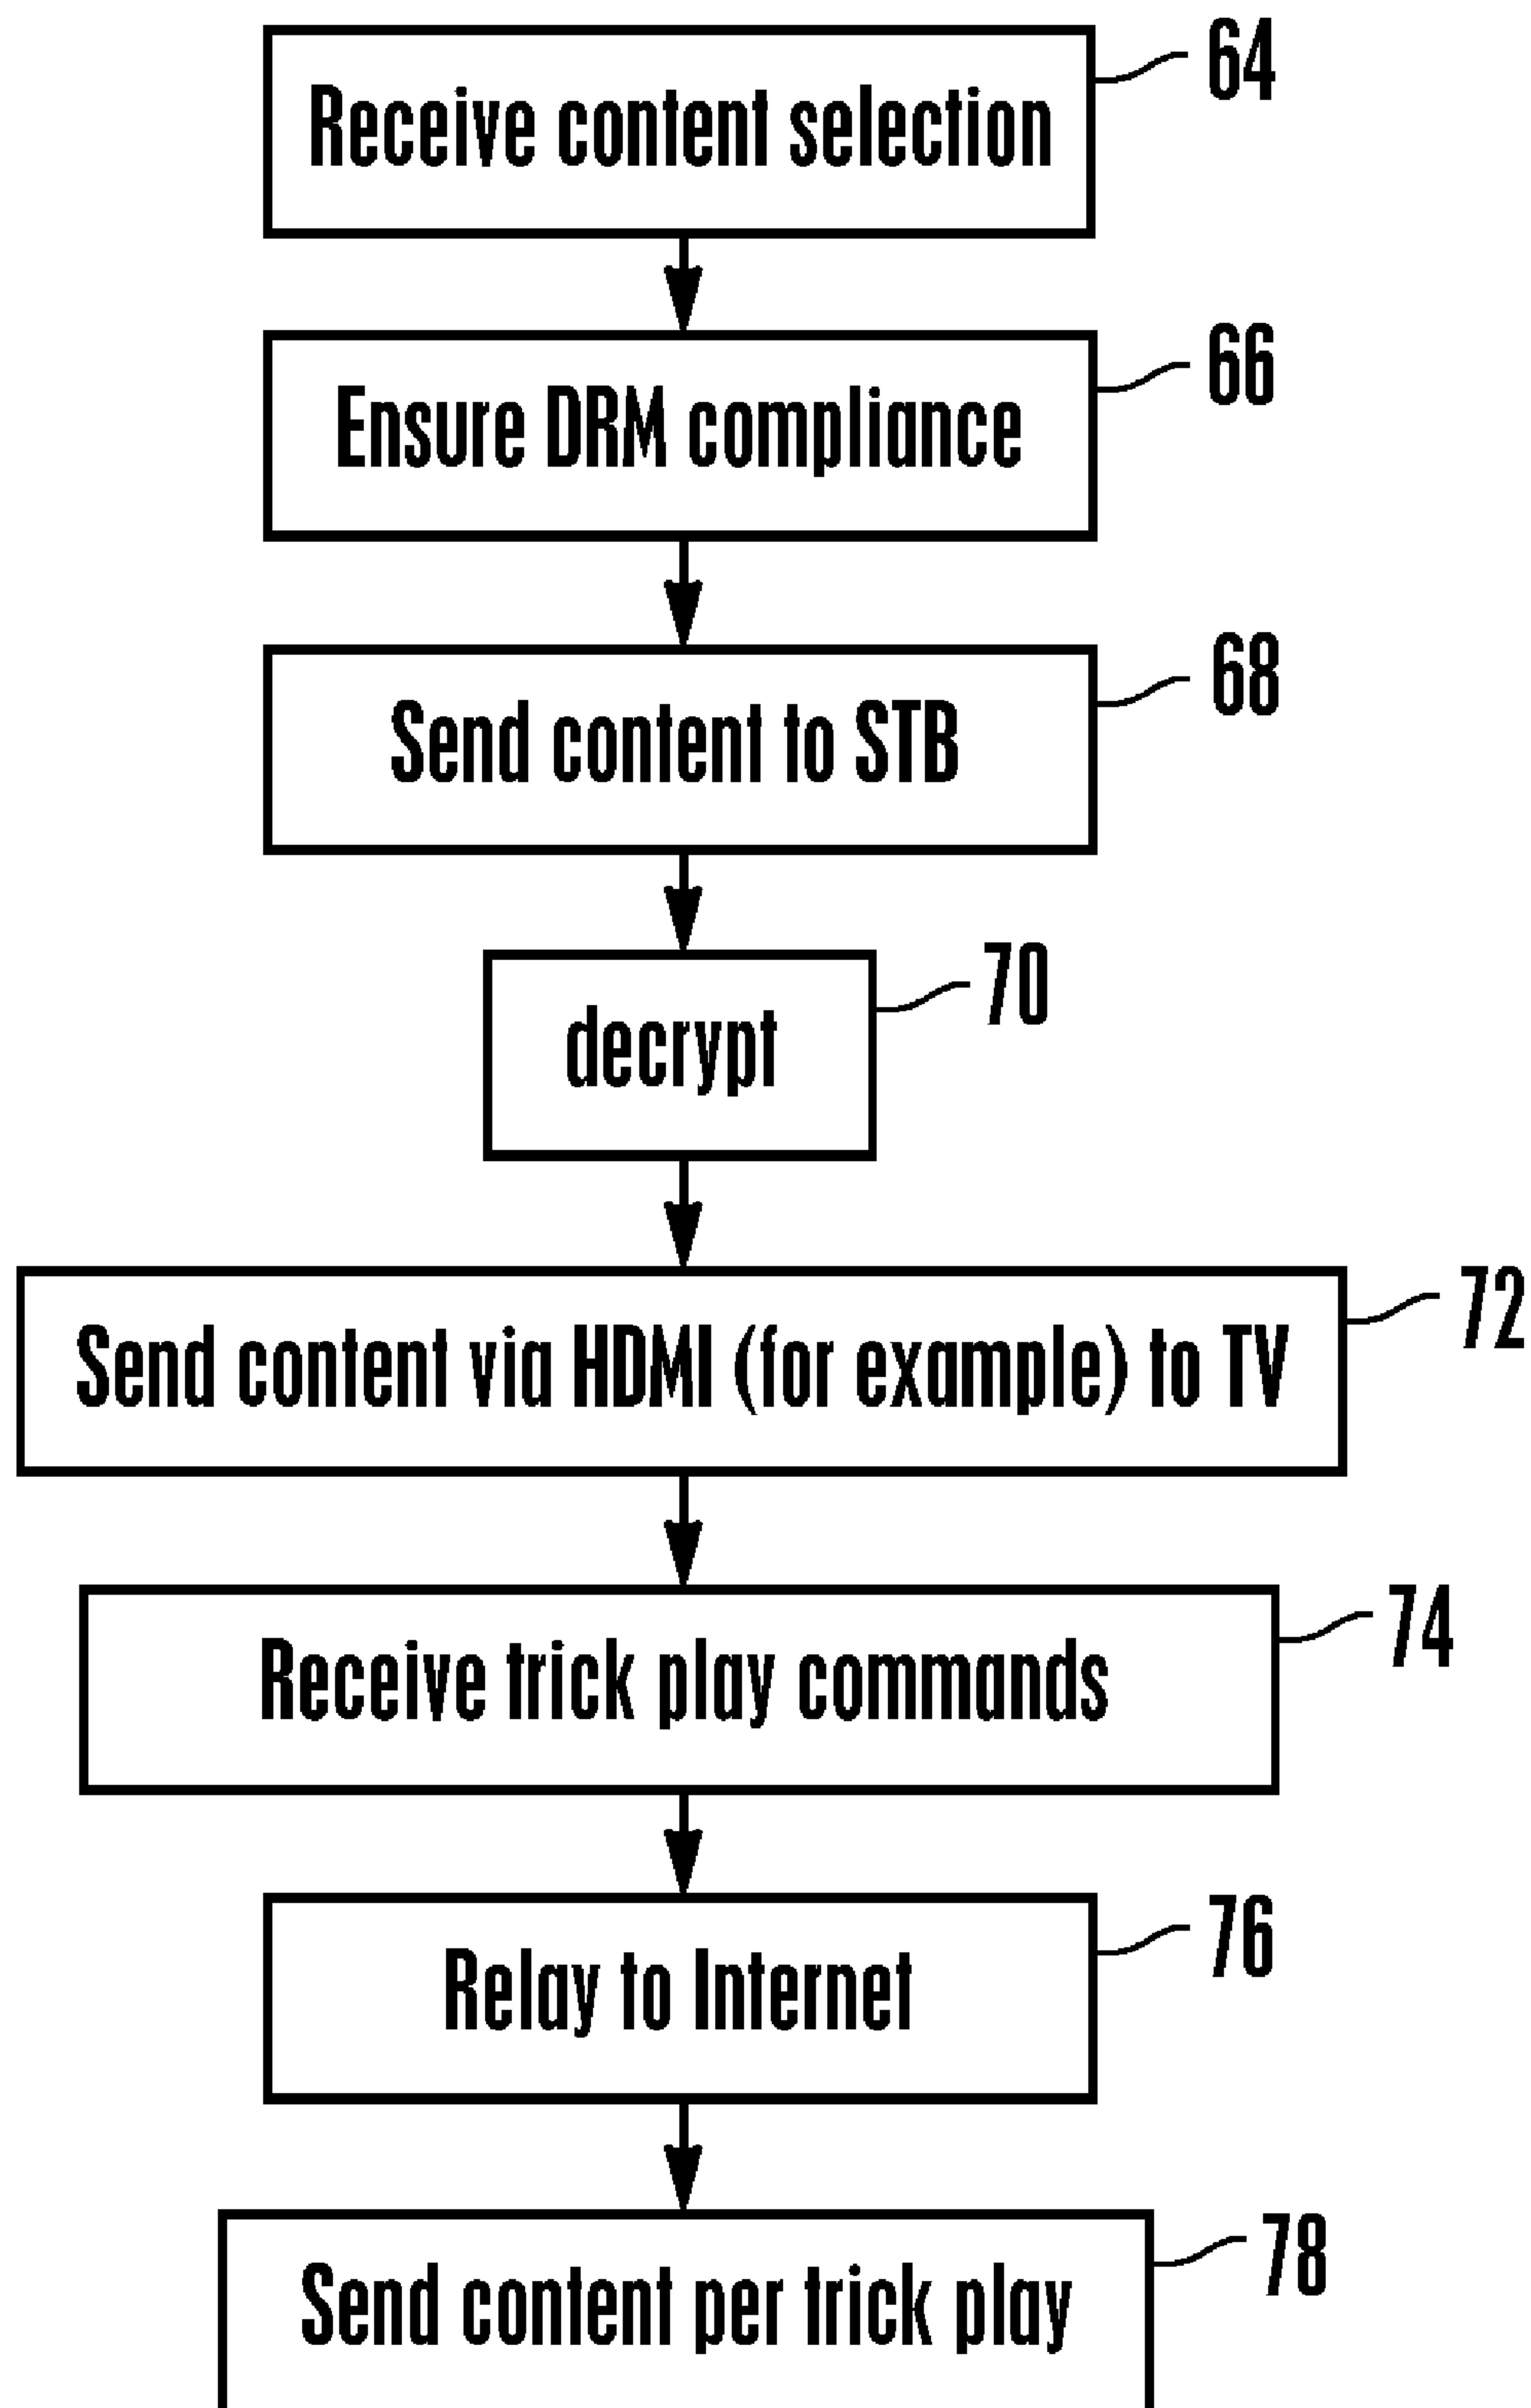 Receive content selection
64
Ensure DRM compliance
66
Send content to STB
68
decrypt
70
Send content via HDMI (for example) to TV
72
Receive trick play commands
74
Relay to Internet
76
Send content per trick play
78